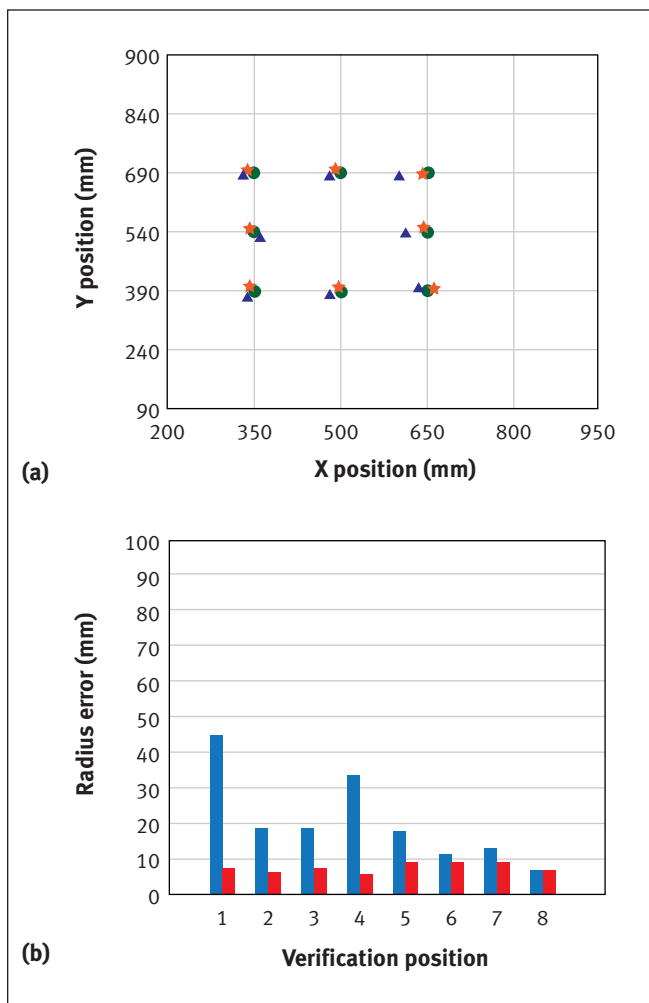 900
840
690
540
390
240
90
200 350 500 650 800 950
Y position (mm)
X position (mm)
(a)
100
90
80
70
60
50
40
30
20
10
0
1 2 3 4 5 6 7 8
Radius error (mm)
Verification position
(b)